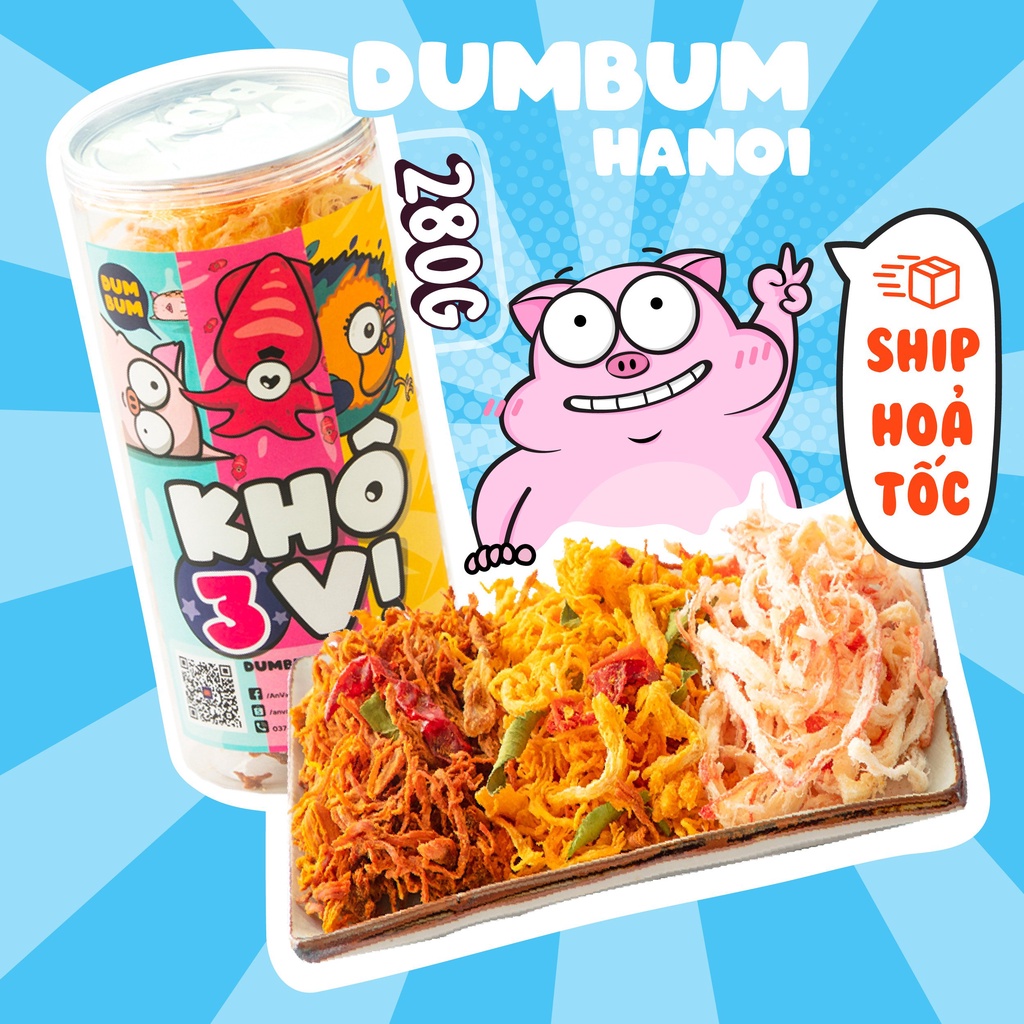 DUMBUM
HANOI
280G
SHIP
HOẢ
TỐC
DUM
BUM
KHÔ
3 VỊ